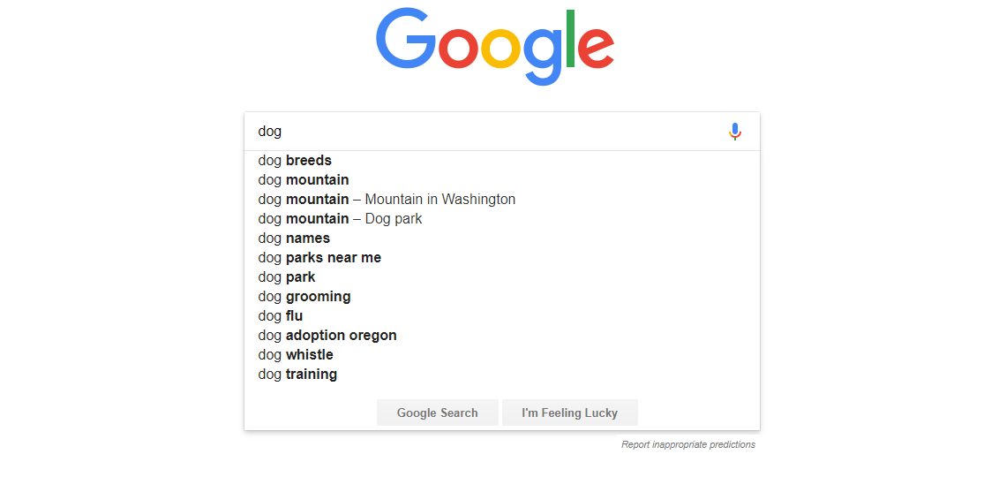 Google
dog
dog breeds
dog mountain
dog mountain – Mountain in Washington
dog mountain – Dog park
dog names
dog parks near me
dog park
dog grooming
dog flu
dog adoption oregon
dog whistle
dog training
Google Search I'm Feeling Lucky
Report inappropriate predictions